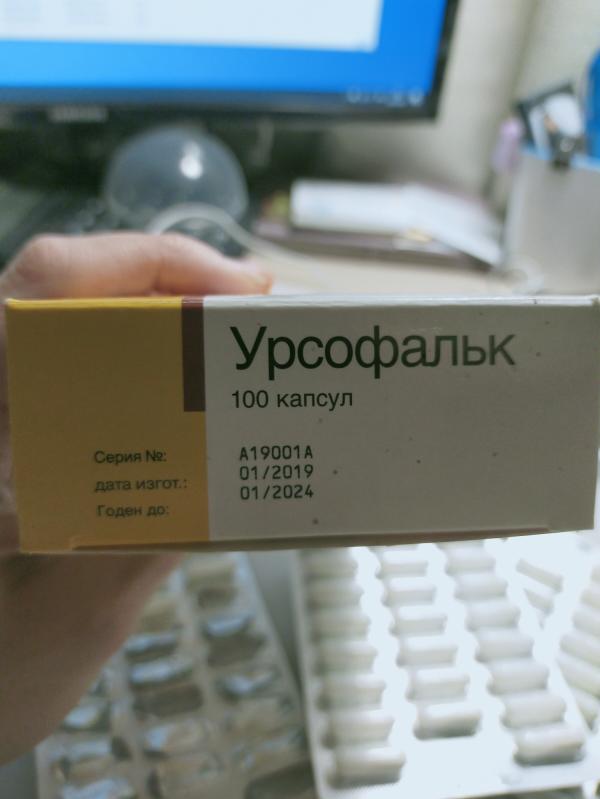 Урсофальк
100 капсул
Серия №: A19001A
дата изгот.: 01/2019
Годен до: 01/2024